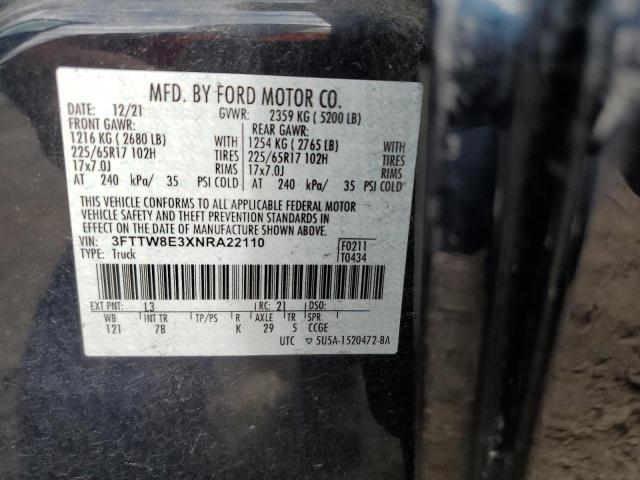 MFD. BY FORD MOTOR CO.
DATE: 12/21 GVWR: 2359 KG ( 5200 LB)
FRONT GAWR: REAR GAWR:
1216 KG ( 2680 LB) WITH 1254 KG ( 2765 LB) WITH
225/65R17 102H TIRES 225/65R17 102H TIRES
17x7.0J RIMS 17x7.0J RIMS
AT 240 kPa/ 35 PSI COLD AT 240 kPa/ 35 PSI COLD
THIS VEHICLE CONFORMS TO ALL APPLICABLE FEDERAL MOTOR
VEHICLE SAFETY AND THEFT PREVENTION STANDARDS IN
EFFECT ON THE DATE OF MANUFACTURE SHOWN ABOVE.
VIN: 3FTTW8E3XNRA22110 F0211
TYPE: Truck T0434
EXT PNT: L3 RC: 21 DSO:
WB INT TR TP/PS R AXLE TR SPR
121 7B K 29 5 CCGE
UTC ▽5U5A-1520472-BA